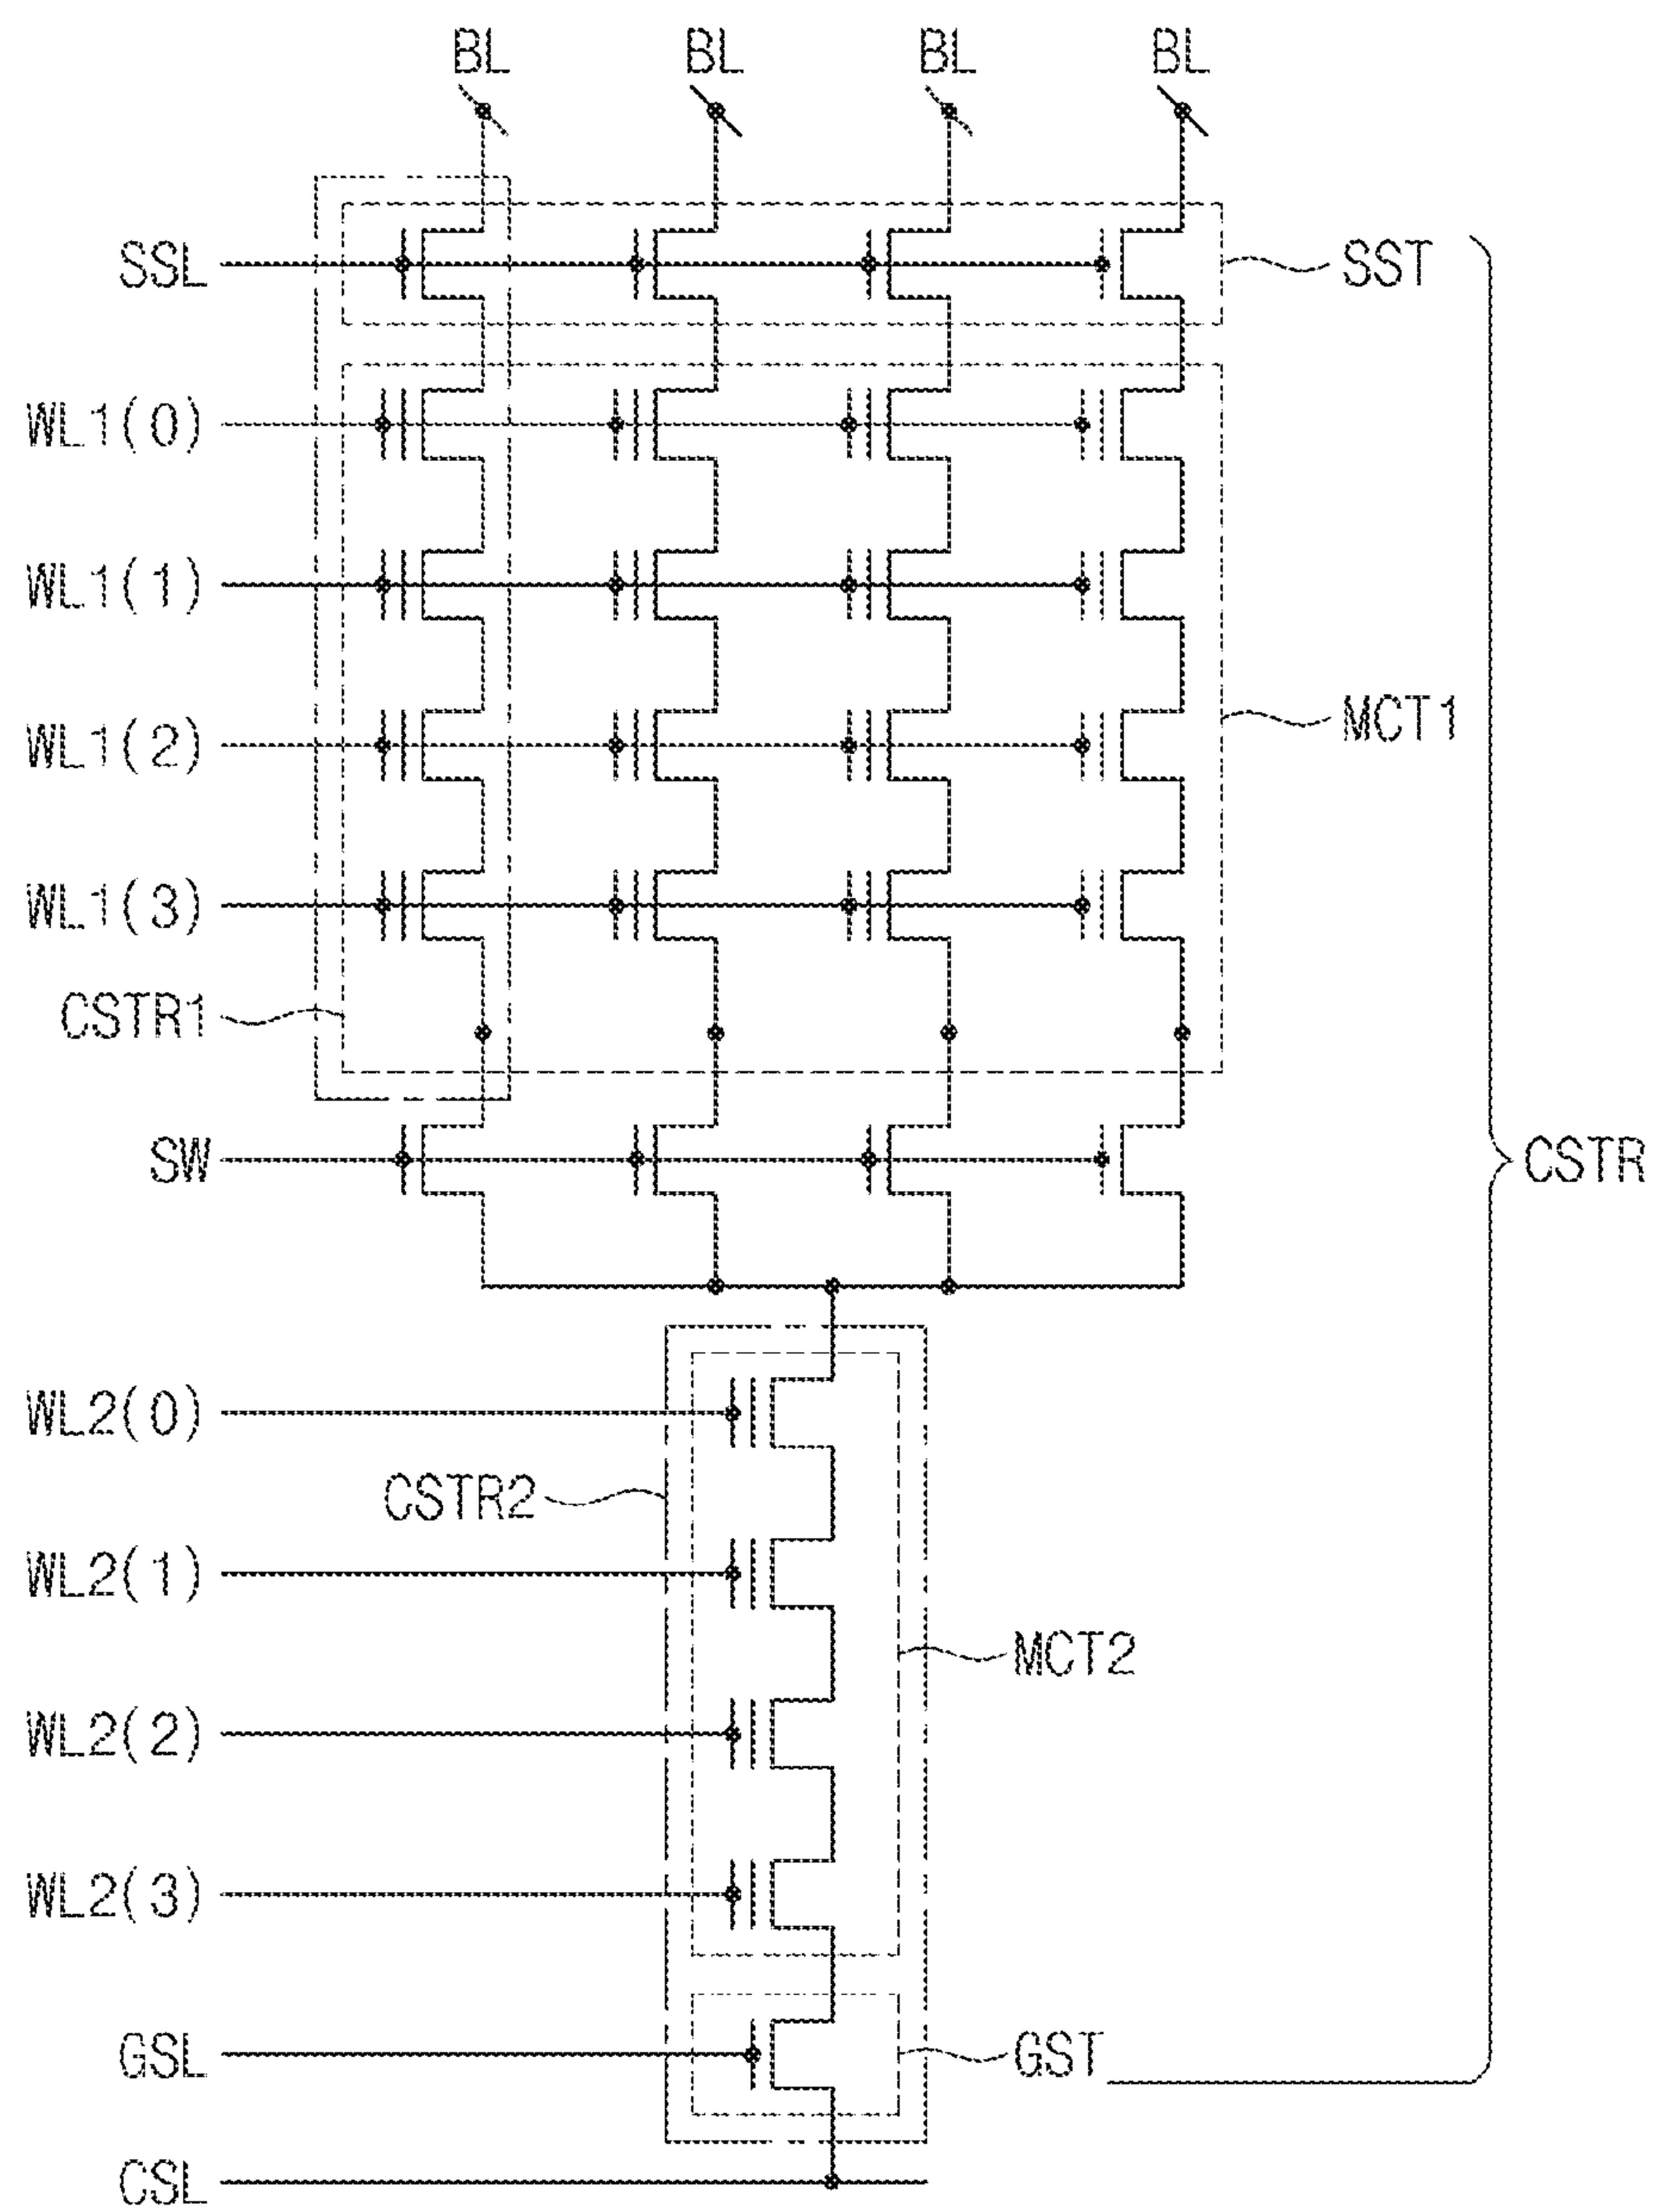 BL BL BL BL
SSL SST
WL1(0)
WL1(1)
WL1(2) MCT1
WL1(3)
CSTR1
SW CSTR
WL2(0)
CSTR2
WL2(1)
MCT2
WL2(2)
WL2(3)
GSL GST
CSL